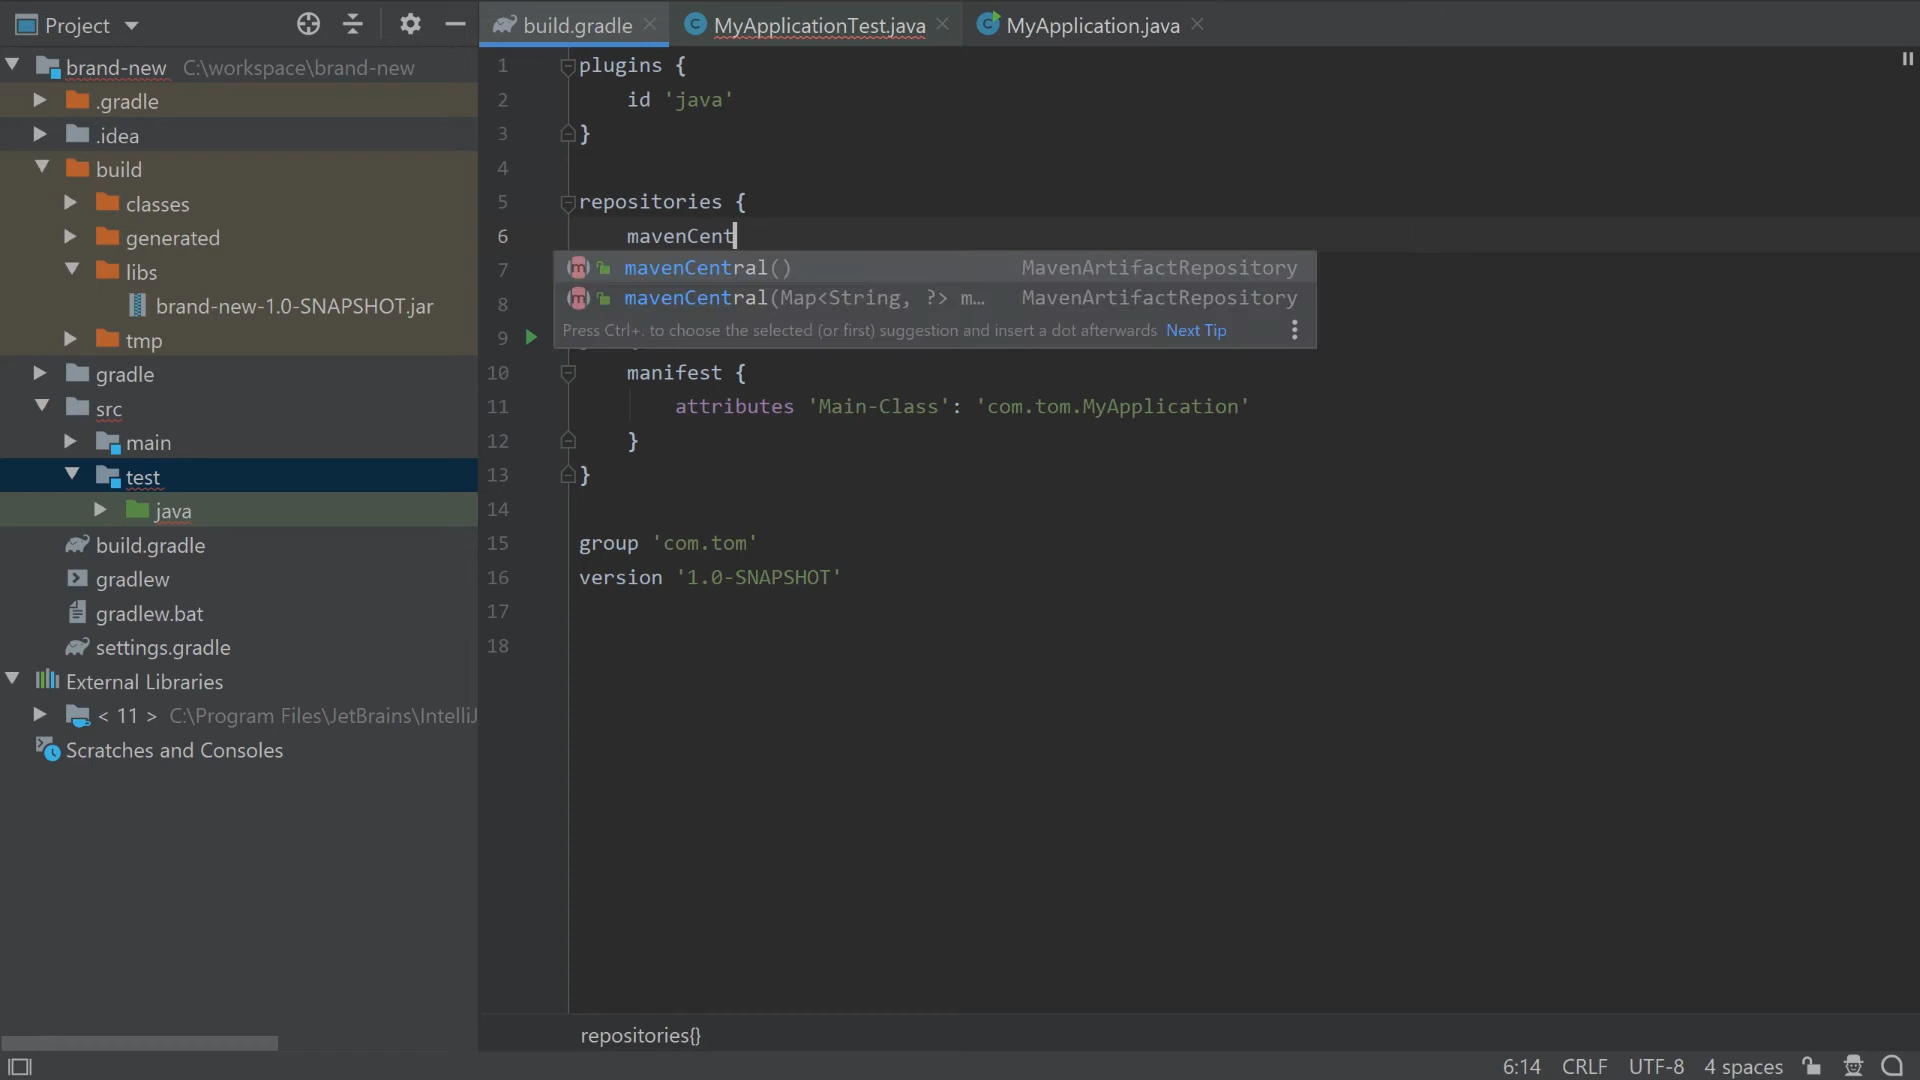 Project
build.gradle
MyApplicationTest.java
MyApplication.java
brand-new C:\workspace\brand-new
.gradle
.idea
build
classes
generated
libs
brand-new-1.0-SNAPSHOT.jar
tmp
gradle
src
main
test
java
build.gradle
gradlew
gradlew.bat
settings.gradle
External Libraries
< 11 > C:\Program Files\JetBrains\IntelliJ
Scratches and Consoles
1 plugins {
2 id 'java'
3 }
4
5 repositories {
6 mavenCent
7
8
9
mavenCentral() MavenArtifactRepository
mavenCentral(Map<String, ?> m… MavenArtifactRepository
Press Ctrl+. to choose the selected (or first) suggestion and insert a dot afterwards Next Tip
10 manifest {
11 attributes 'Main-Class': 'com.tom.MyApplication'
12 }
13 }
14
15 group 'com.tom'
16 version '1.0-SNAPSHOT'
17
18
repositories{}
6:14 CRLF UTF-8 4 spaces